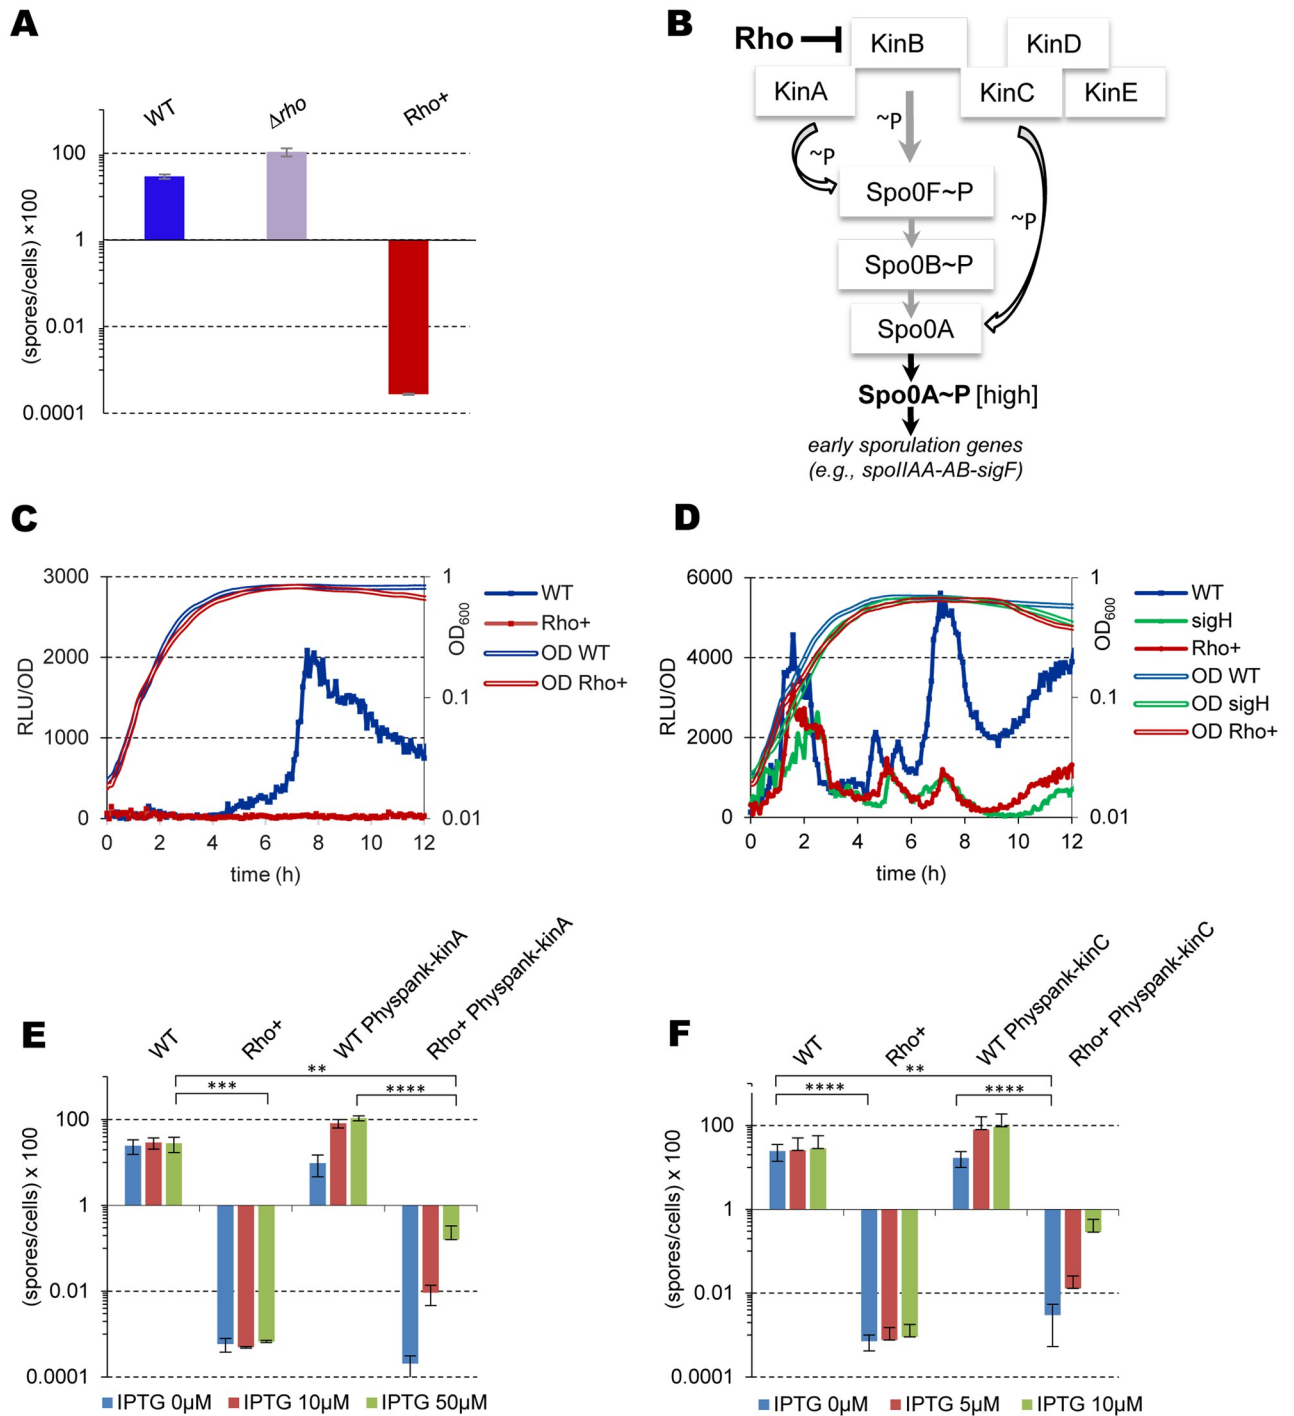 A
WT
Δrho
Rho+
(spores/cells) ×100
100
1
0.01
0.0001
B
Rho
KinB
KinD
KinA
KinC
KinE
~P
~P
~P
Spo0F~P
Spo0B~P
Spo0A
Spo0A~P [high]
early sporulation genes
(e.g., spoIIAA-AB-sigF)
C
RLU/OD
3000
2000
1000
0
0 2 4 6 8 10 12
time (h)
1
0.1
0.01
OD600
WT
Rho+
OD WT
OD Rho+
D
RLU/OD
6000
4000
2000
0
0 2 4 6 8 10 12
time (h)
1
0.1
0.01
OD600
WT
sigH
Rho+
OD WT
OD sigH
OD Rho+
E
WT
Rho+
WT Physpank-kinA
Rho+ Physpank-kinA
**
***
****
(spores/cells) x 100
100
1
0.01
0.0001
IPTG 0µM IPTG 10µM IPTG 50µM
F
WT
Rho+
WT Physpank-kinC
Rho+ Physpank-kinC
**
****
****
(spores/cells) x 100
100
1
0.01
0.0001
IPTG 0µM IPTG 5µM IPTG 10µM